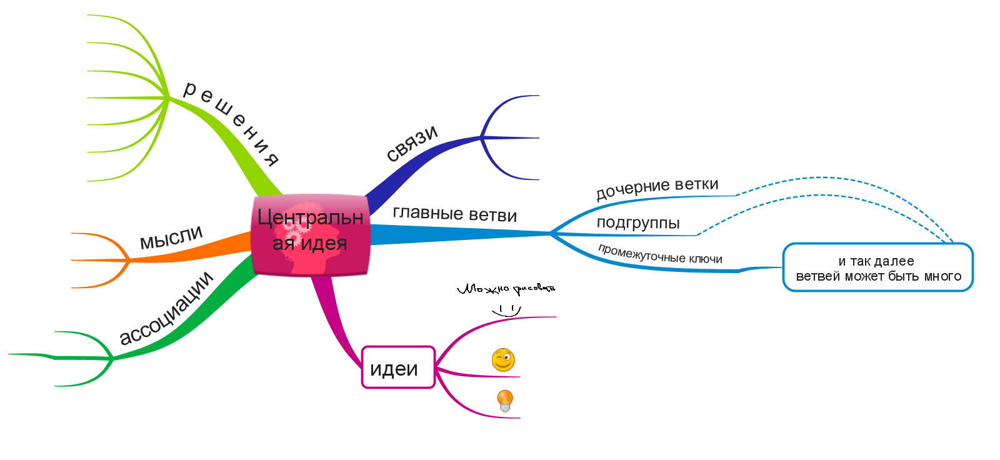 решения
связи
Центральн
ая идея
главные ветви
дочерние ветки
подгруппы
промежуточные ключи
и так далее
ветвей может быть много
мысли
ассоциации
Можно рисовать
идеи